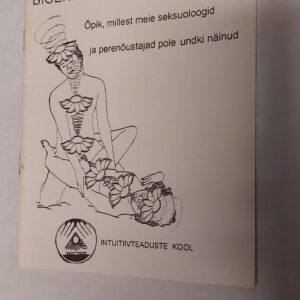 Õpik, millest meie seksuoloogid
ja perenõustajad pole undki näinud
INTUITIIVTEADUSTE KOOL